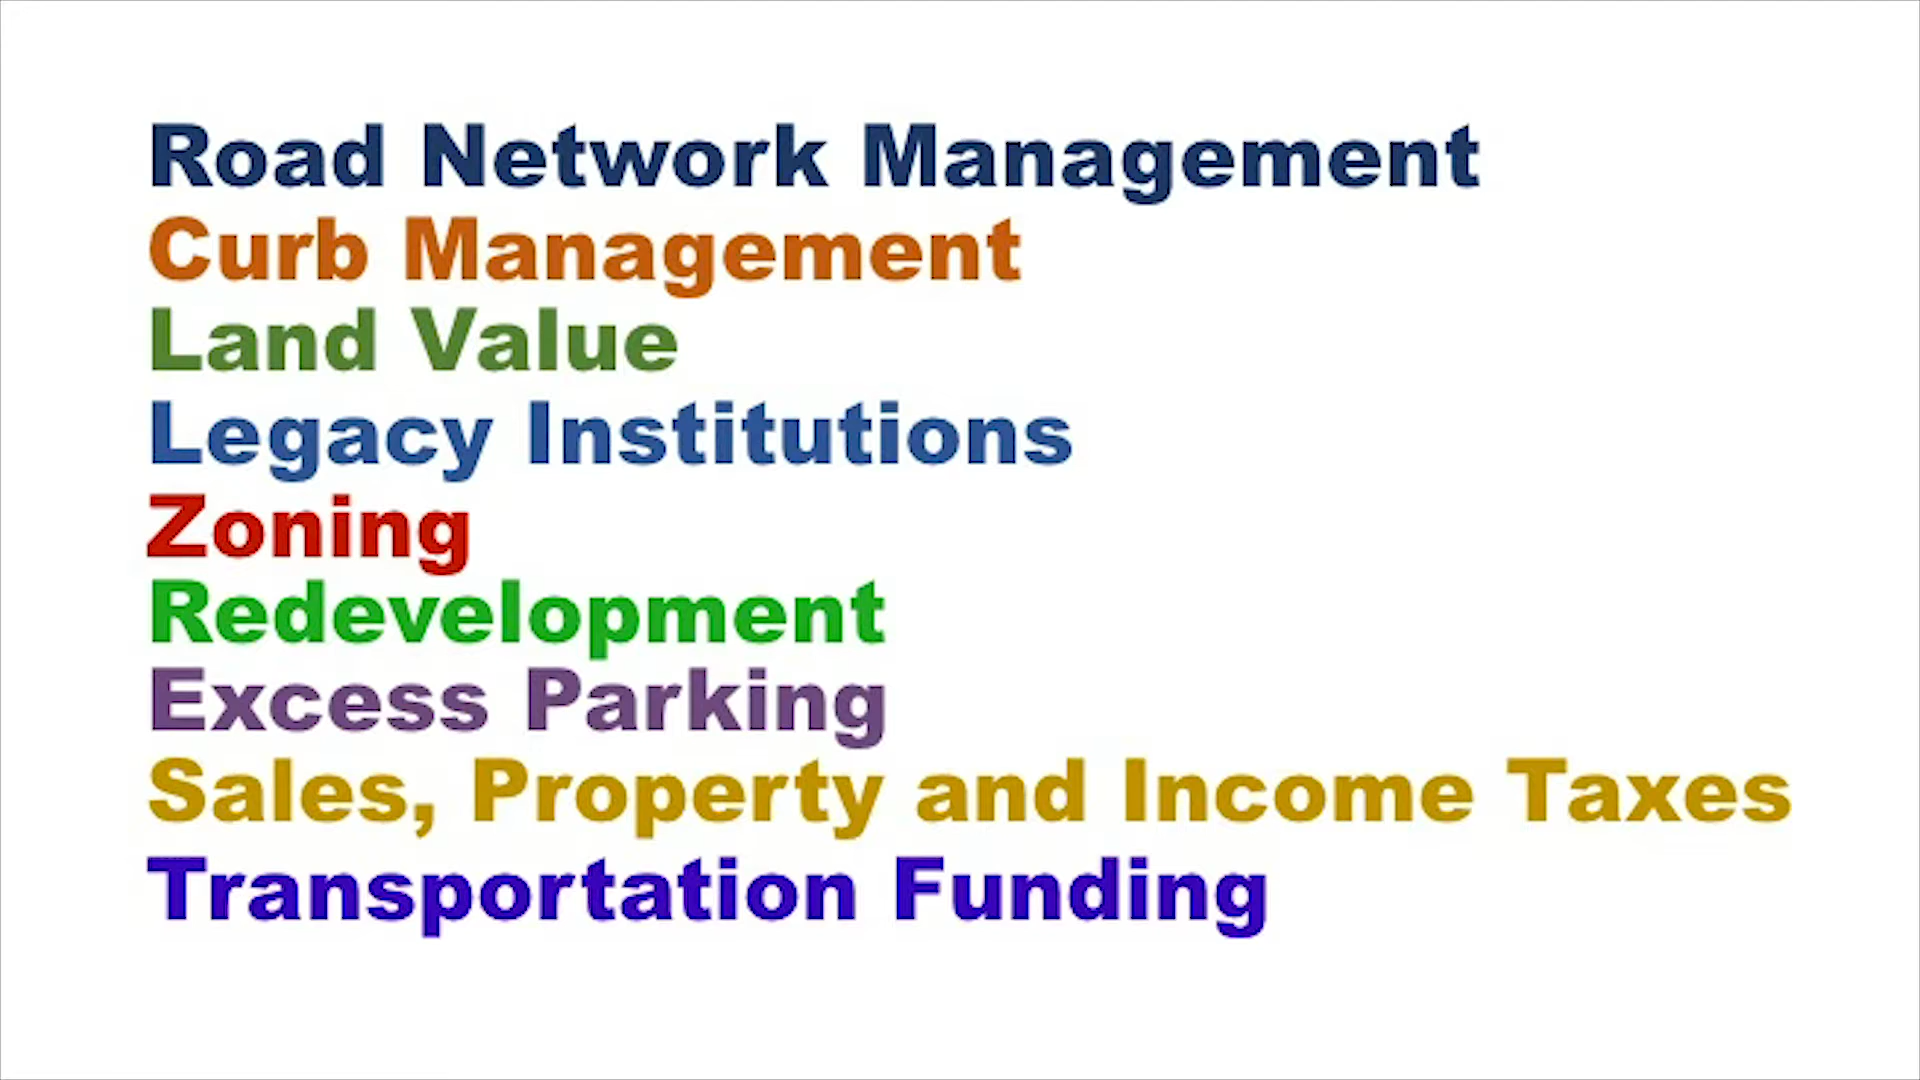 Road Network Management
Curb Management
Land Value
Legacy Institutions
Zoning
Redevelopment
Excess Parking
Sales, Property and Income Taxes
Transportation Funding